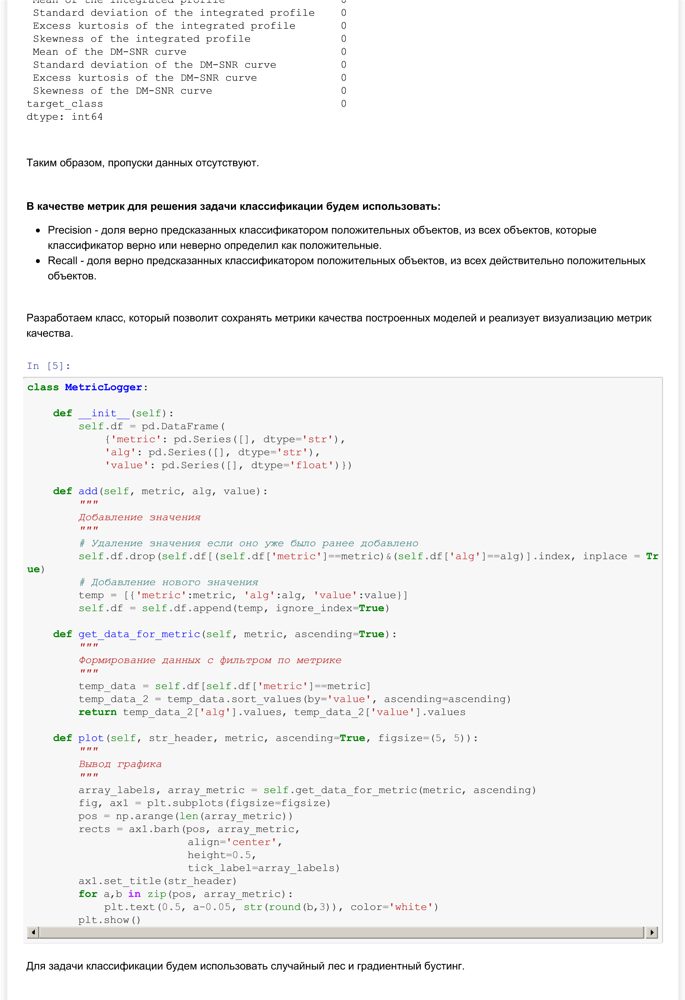 Mean of the integrated profile 0
Standard deviation of the integrated profile 0
Excess kurtosis of the integrated profile 0
Skewness of the integrated profile 0
Mean of the DM-SNR curve 0
Standard deviation of the DM-SNR curve 0
Excess kurtosis of the DM-SNR curve 0
Skewness of the DM-SNR curve 0
target_class 0
dtype: int64
Таким образом, пропуски данных отсутствуют.
В качестве метрик для решения задачи классификации будем использовать:
• Precision - доля верно предсказанных классификатором положительных объектов, из всех объектов, которые
классификатор верно или неверно определил как положительные.
• Recall - доля верно предсказанных классификатором положительных объектов, из всех действительно положительных
объектов.
Разработаем класс, который позволит сохранять метрики качества построенных моделей и реализует визуализацию метрик
качества.
In [5]:
class MetricLogger:
    def __init__(self):
        self.df = pd.DataFrame(
            {'metric': pd.Series([], dtype='str'),
            'alg': pd.Series([], dtype='str'),
            'value': pd.Series([], dtype='float')})
    def add(self, metric, alg, value):
        """
        Добавление значения
        """
        # Удаление значения если оно уже было ранее добавлено
        self.df.drop(self.df[(self.df['metric']==metric)&(self.df['alg']==alg)].index, inplace = Tr
ue)
        # Добавление нового значения
        temp = [{'metric':metric, 'alg':alg, 'value':value}]
        self.df = self.df.append(temp, ignore_index=True)
    def get_data_for_metric(self, metric, ascending=True):
        """
        Формирование данных с фильтром по метрике
        """
        temp_data = self.df[self.df['metric']==metric]
        temp_data_2 = temp_data.sort_values(by='value', ascending=ascending)
        return temp_data_2['alg'].values, temp_data_2['value'].values
    def plot(self, str_header, metric, ascending=True, figsize=(5, 5)):
        """
        Вывод графика
        """
        array_labels, array_metric = self.get_data_for_metric(metric, ascending)
        fig, ax1 = plt.subplots(figsize=figsize)
        pos = np.arange(len(array_metric))
        rects = ax1.barh(pos, array_metric,
                         align='center',
                         height=0.5,
                         tick_label=array_labels)
        ax1.set_title(str_header)
        for a,b in zip(pos, array_metric):
            plt.text(0.5, a-0.05, str(round(b,3)), color='white')
        plt.show()
Для задачи классификации будем использовать случайный лес и градиентный бустинг.